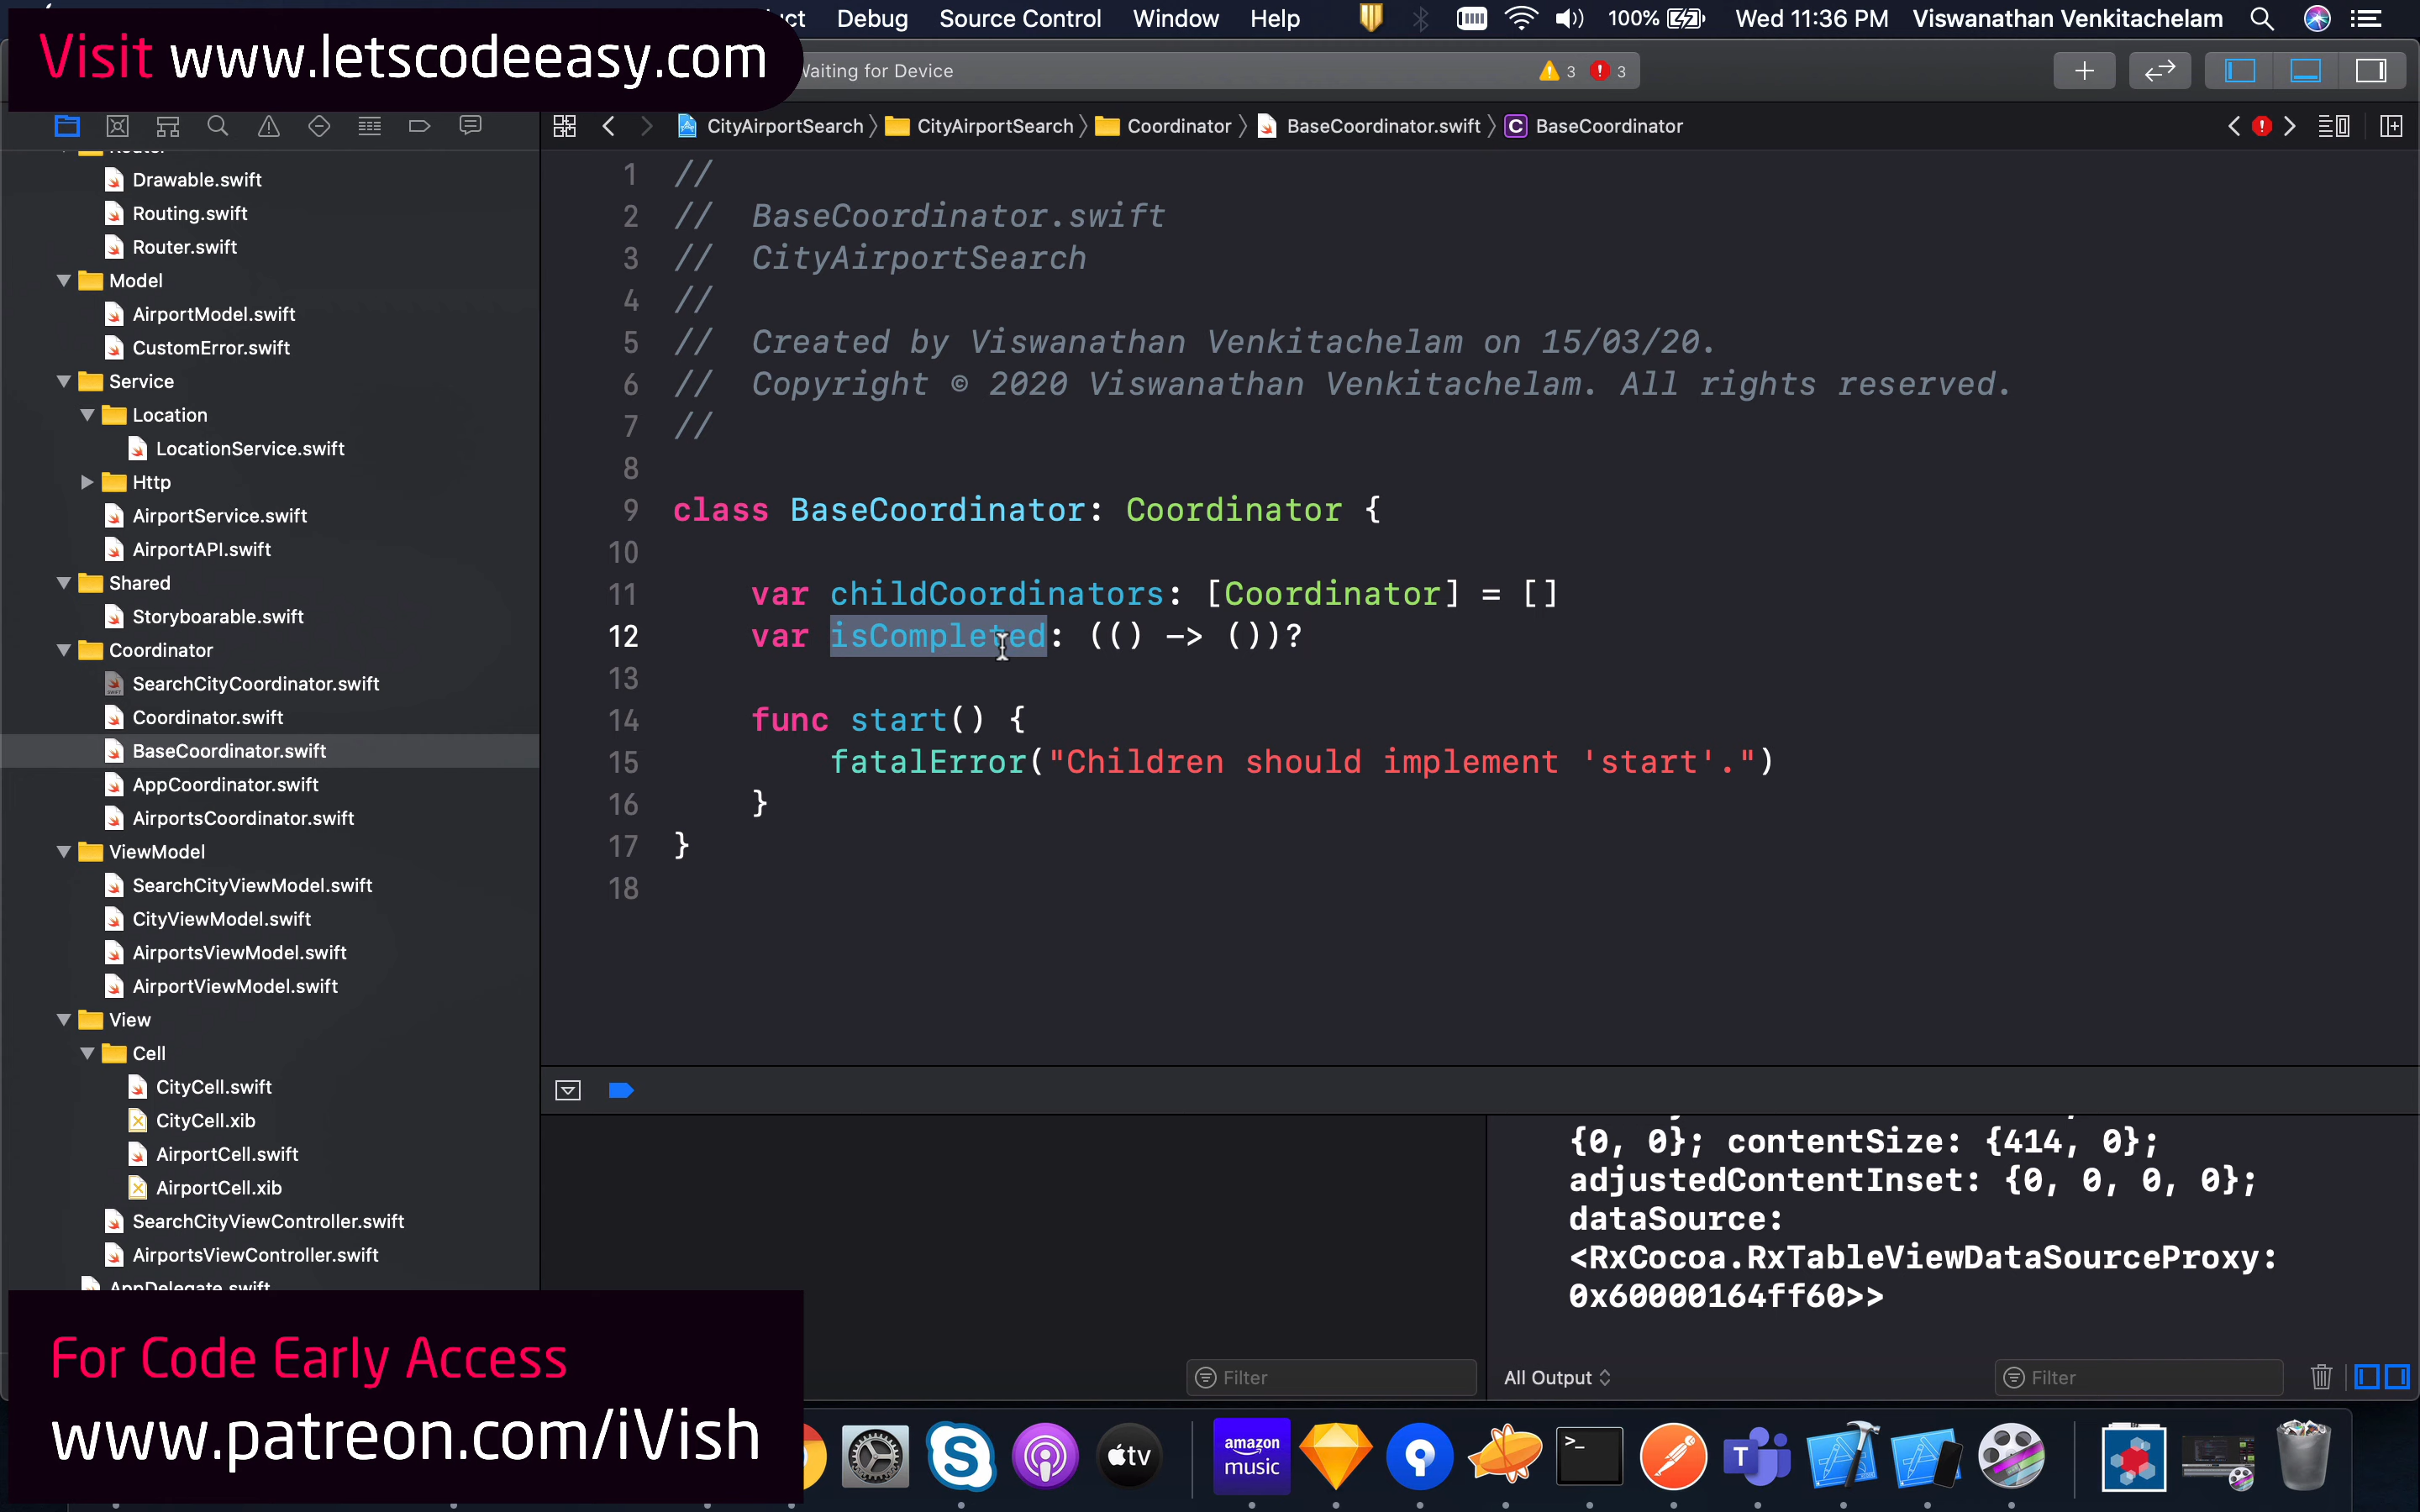 Visit www.letscodeeasy.com
Debug Source Control Window Help 100% Wed 11:36 PM Viswanathan Venkitachelam
Waiting for Device 3 3
CityAirportSearch CityAirportSearch Coordinator BaseCoordinator.swift C BaseCoordinator
Router
Drawable.swift
Routing.swift
Router.swift
Model
AirportModel.swift
CustomError.swift
Service
Location
LocationService.swift
Http
AirportService.swift
AirportAPI.swift
Shared
Storyboarable.swift
Coordinator
SearchCityCoordinator.swift
Coordinator.swift
BaseCoordinator.swift
AppCoordinator.swift
AirportsCoordinator.swift
ViewModel
SearchCityViewModel.swift
CityViewModel.swift
AirportsViewModel.swift
AirportViewModel.swift
View
Cell
CityCell.swift
CityCell.xib
AirportCell.swift
AirportCell.xib
SearchCityViewController.swift
AirportsViewController.swift
AppDelegate.swift
1 //
2 //  BaseCoordinator.swift
3 //  CityAirportSearch
4 //
5 //  Created by Viswanathan Venkitachelam on 15/03/20.
6 //  Copyright © 2020 Viswanathan Venkitachelam. All rights reserved.
7 //
8
9 class BaseCoordinator: Coordinator {
10
11     var childCoordinators: [Coordinator] = []
12     var isCompleted: (() -> ())?
13
14     func start() {
15         fatalError("Children should implement 'start'.")
16     }
17 }
18
{0, 0}; contentSize: {414, 0};
adjustedContentInset: {0, 0, 0, 0};
dataSource:
<RxCocoa.RxTableViewDataSourceProxy:
0x60000164ff60>>
Filter
All Output
Filter
For Code Early Access
www.patreon.com/iVish
tv
amazon
music